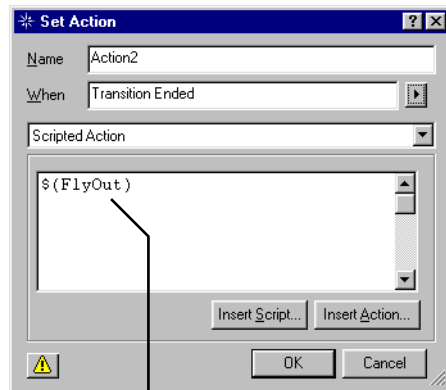 Set Action
Name Action2
When Transition Ended
Scripted Action
$(FlyOut)
Insert Script... Insert Action...
OK Cancel